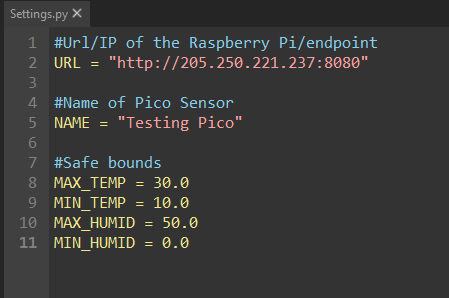 Settings.py ×
1 #Url/IP of the Raspberry Pi/endpoint
2 URL = "http://205.250.221.237:8080"
3
4 #Name of Pico Sensor
5 NAME = "Testing Pico"
6
7 #Safe bounds
8 MAX_TEMP = 30.0
9 MIN_TEMP = 10.0
10 MAX_HUMID = 50.0
11 MIN_HUMID = 0.0